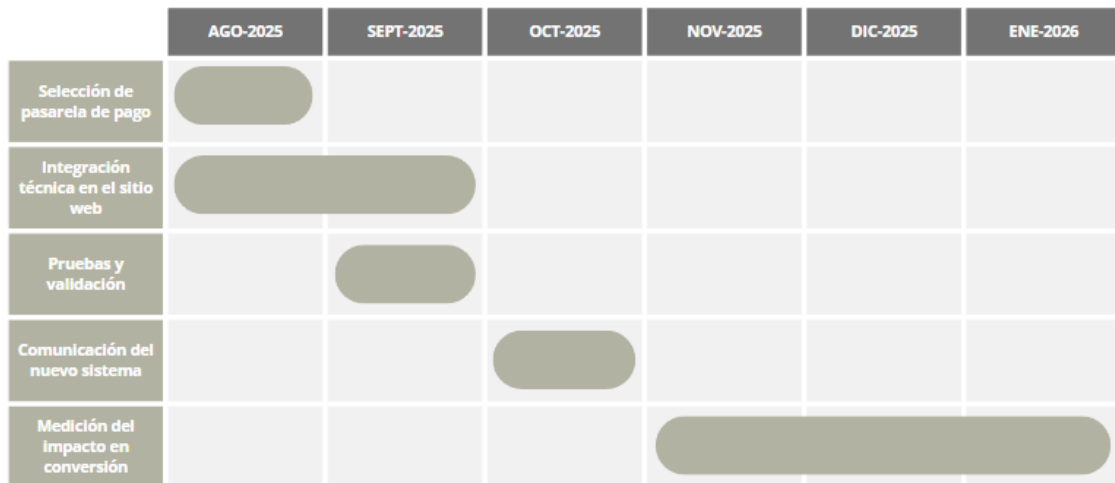 AGO-2025
SEPT-2025
OCT-2025
NOV-2025
DIC-2025
ENE-2026
Selección de
pasarela de pago
Integración
técnica en el sitio
web
Pruebas y
validación
Comunicación del
nuevo sistema
Medición del
impacto en
conversión